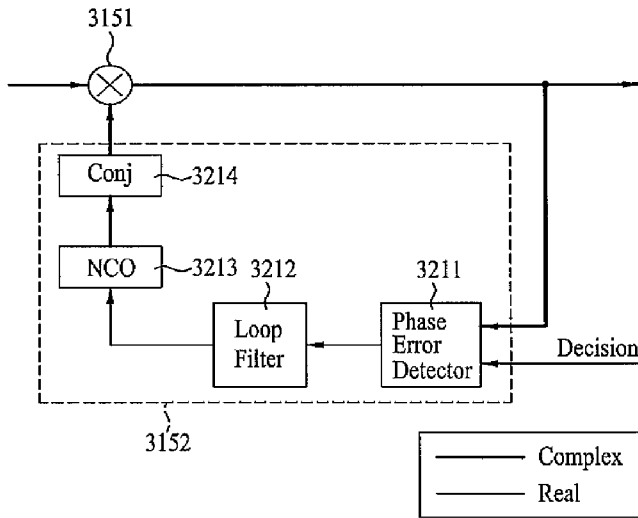 3151
Conj
3214
NCO
3213
3212
Loop
Filter
3211
Phase
Error
Detector
Decision
3152
Complex
Real